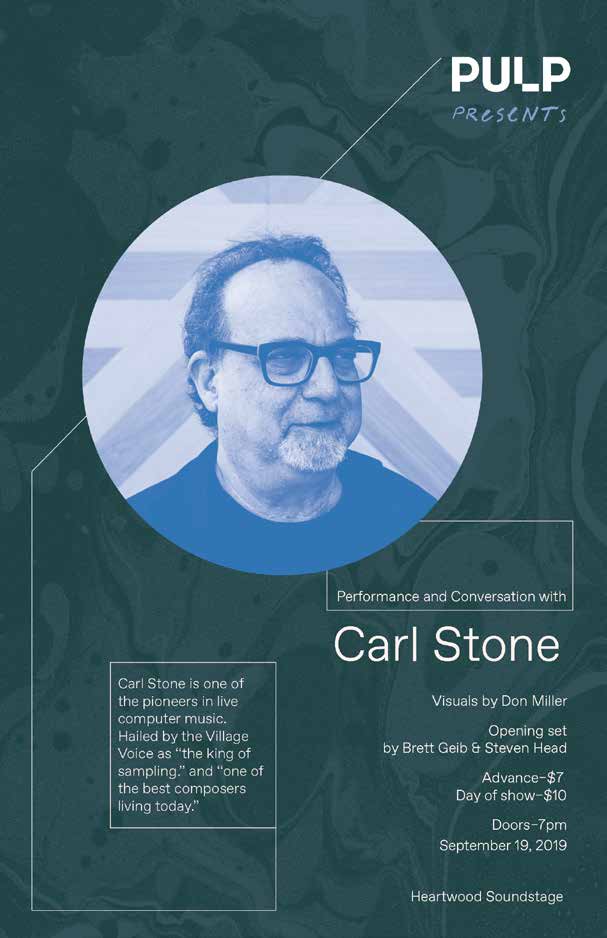 PULP
PRESENTS
Performance and Conversation with
Carl Stone
Carl Stone is one of
the pioneers in live
computer music.
Hailed by the Village
Voice as “the king of
sampling.” and “one of
the best composers
living today.”
Visuals by Don Miller
Opening set
by Brett Geib & Steven Head
Advance–$7
Day of show–$10
Doors–7pm
September 19, 2019
Heartwood Soundstage